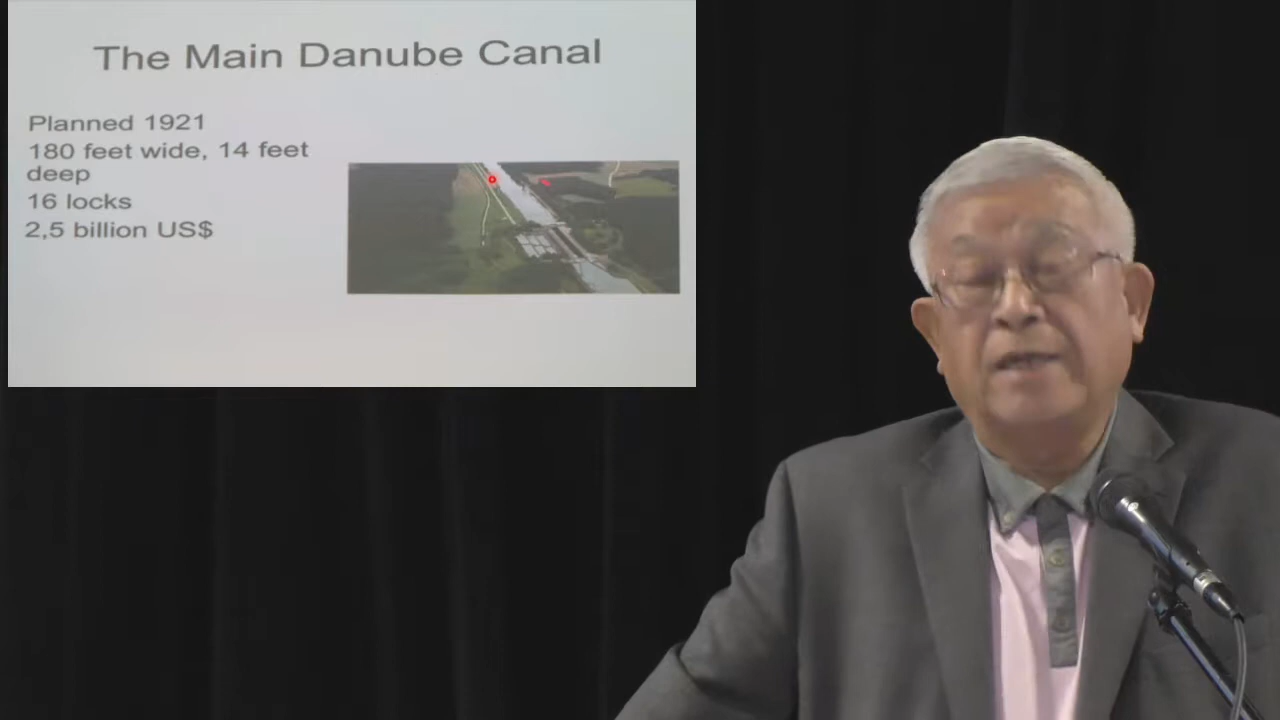 The Main Danube Canal
Planned 1921
180 feet wide, 14 feet
deep
16 locks
2,5 billion US$